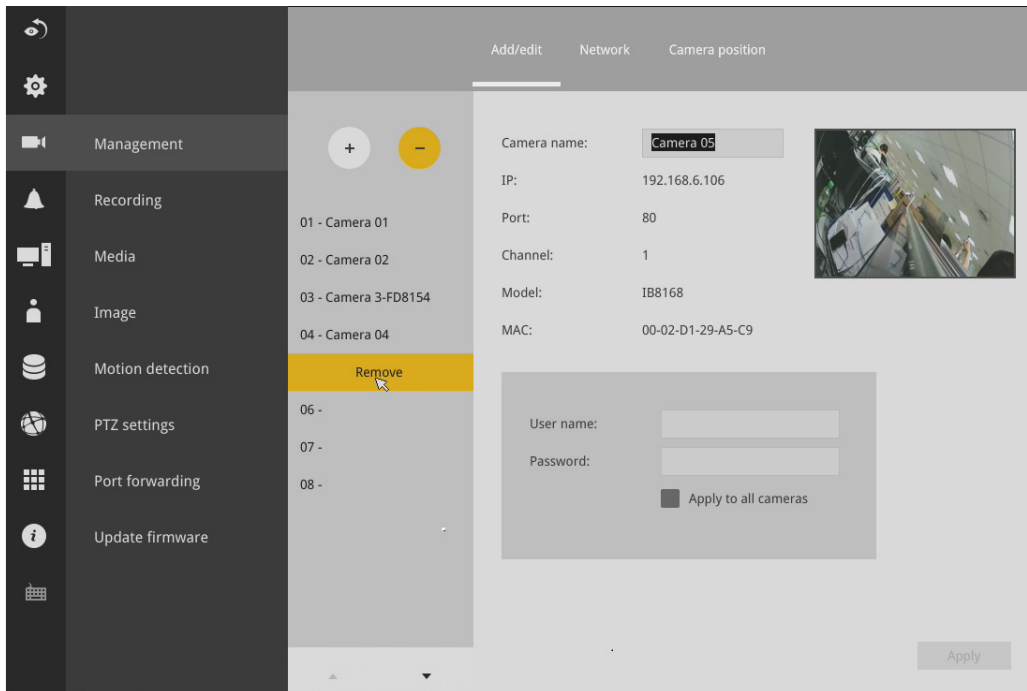 Add/edit Network Camera position
Management
Recording
Media
Image
Motion detection
PTZ settings
Port forwarding
Update firmware
+ −
01 - Camera 01
02 - Camera 02
03 - Camera 3-FD8154
04 - Camera 04
Remove
06 -
07 -
08 -
Camera name: Camera 05
IP: 192.168.6.106
Port: 80
Channel: 1
Model: IB8168
MAC: 00-02-D1-29-A5-C9
User name:
Password:
Apply to all cameras
Apply